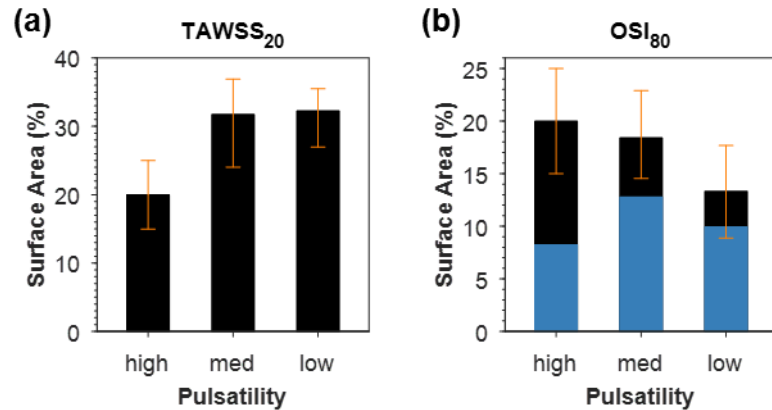 (a)
TAWSS₂₀
Surface Area (%)
40
30
20
10
0
high med low
Pulsatility
(b)
OSI₈₀
Surface Area (%)
25
20
15
10
5
0
high med low
Pulsatility